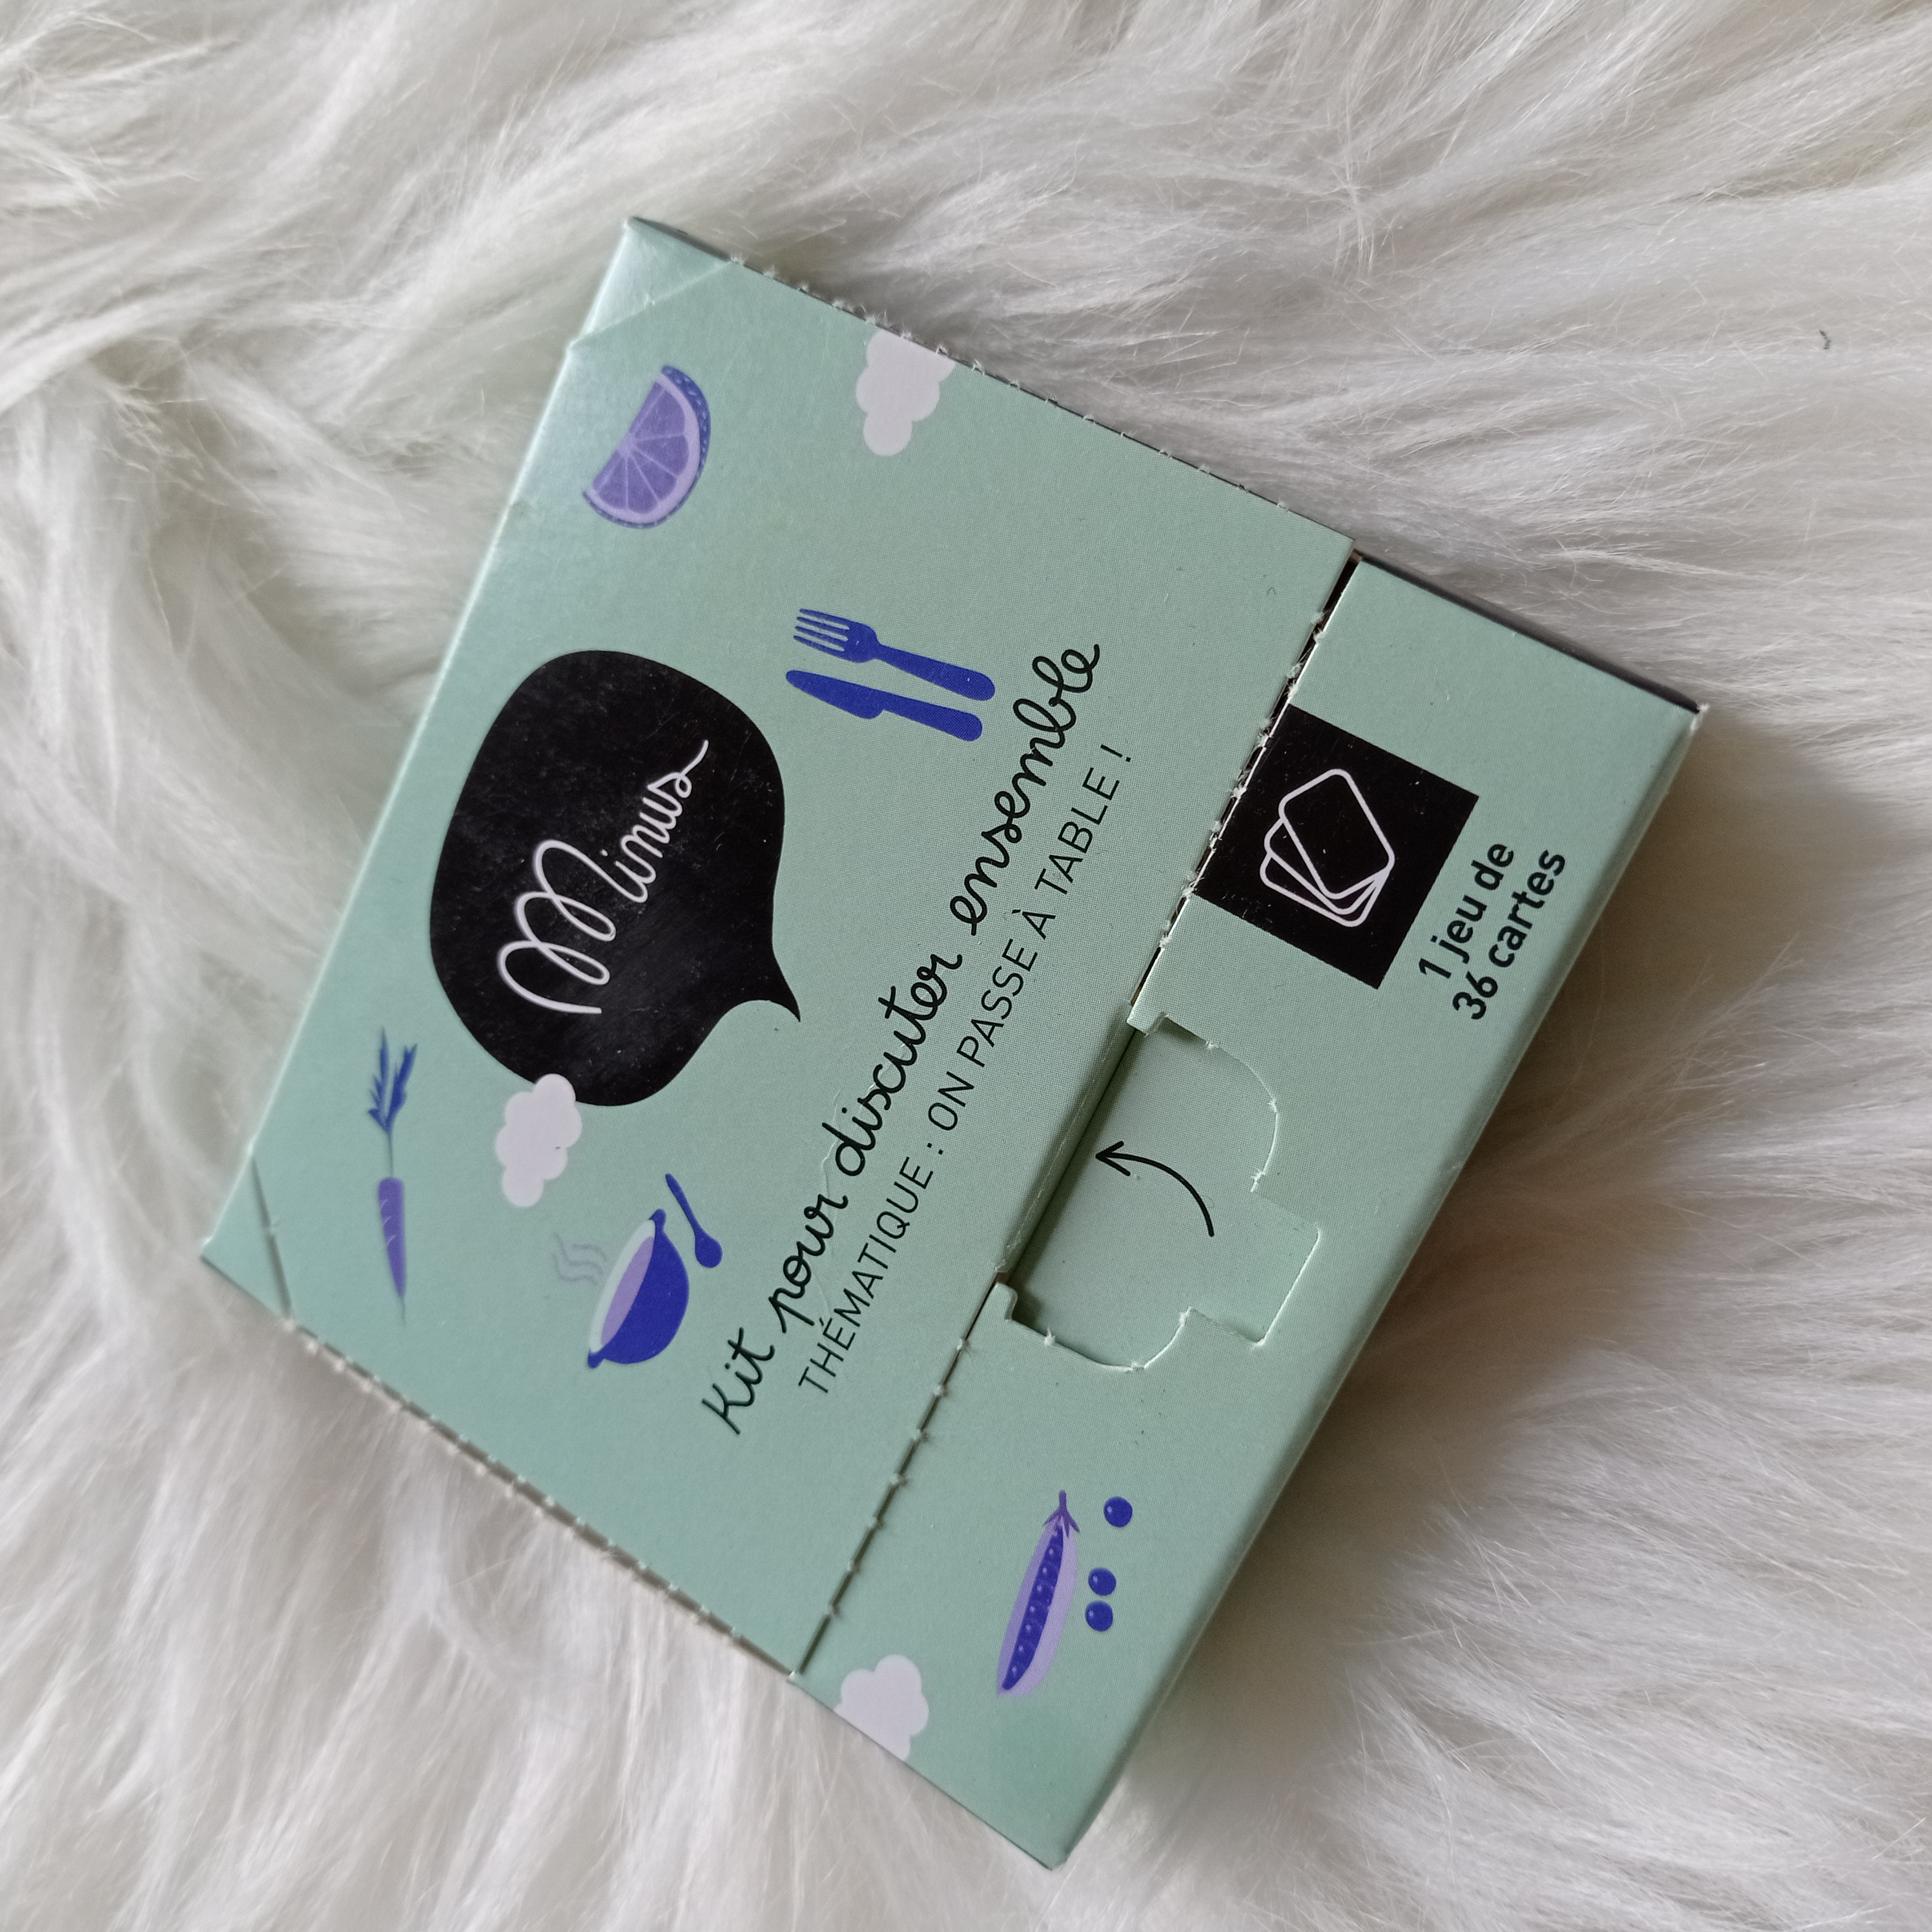 Minus
Kit pour discuter ensemble
THÉMATIQUE : ON PASSE À TABLE !
1 jeu de
36 cartes